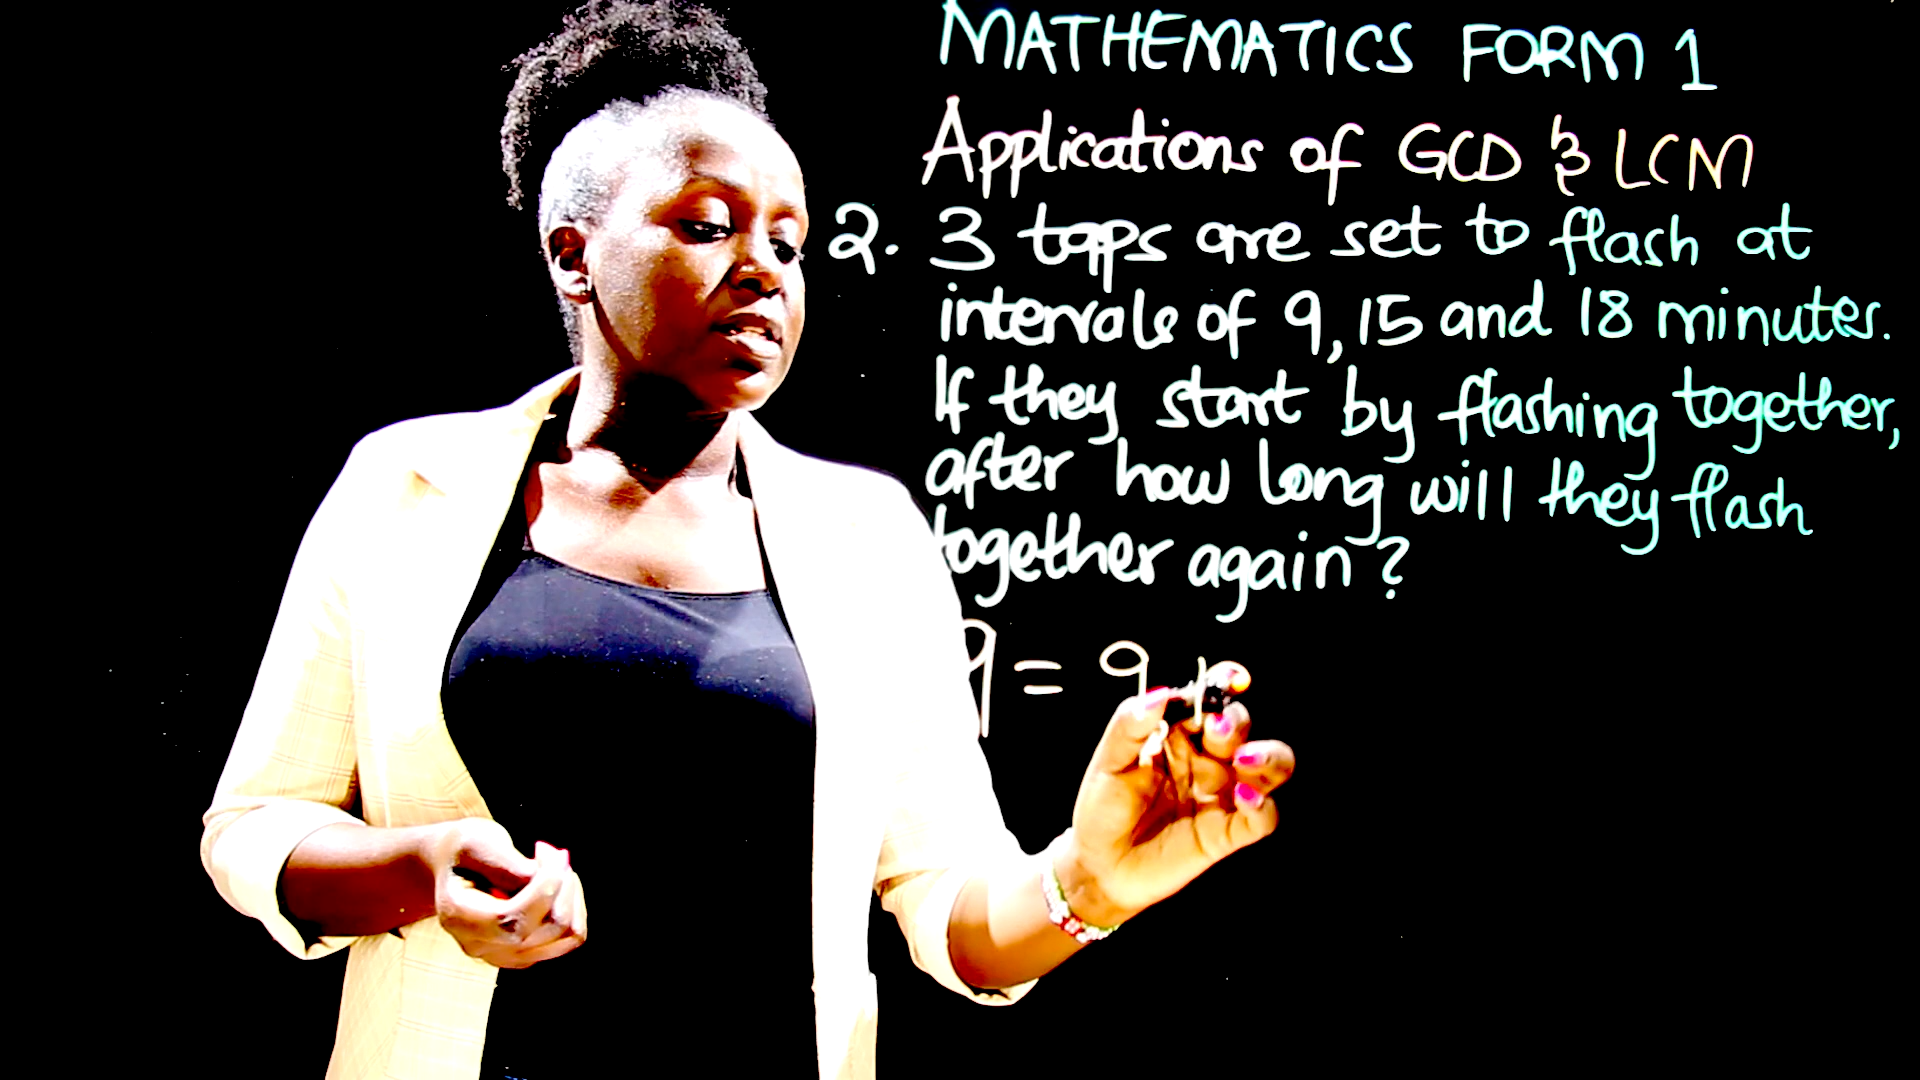 MATHEMATICS FORM 1
Applications of GCD & LCM
2. 3 taps are set to flash at
intervals of 9, 15 and 18 minutes.
If they start by flashing together,
after how long will they flash
together again?
9 = 9